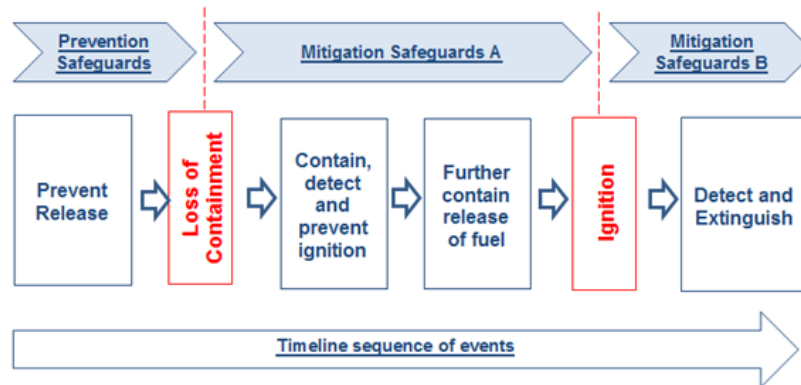 Prevention
Safeguards
Mitigation Safeguards A
Mitigation
Safeguards B
Prevent
Release
Loss of
Containment
Contain,
detect
and
prevent
ignition
Further
contain
release
of fuel
Ignition
Detect and
Extinguish
Timeline sequence of events